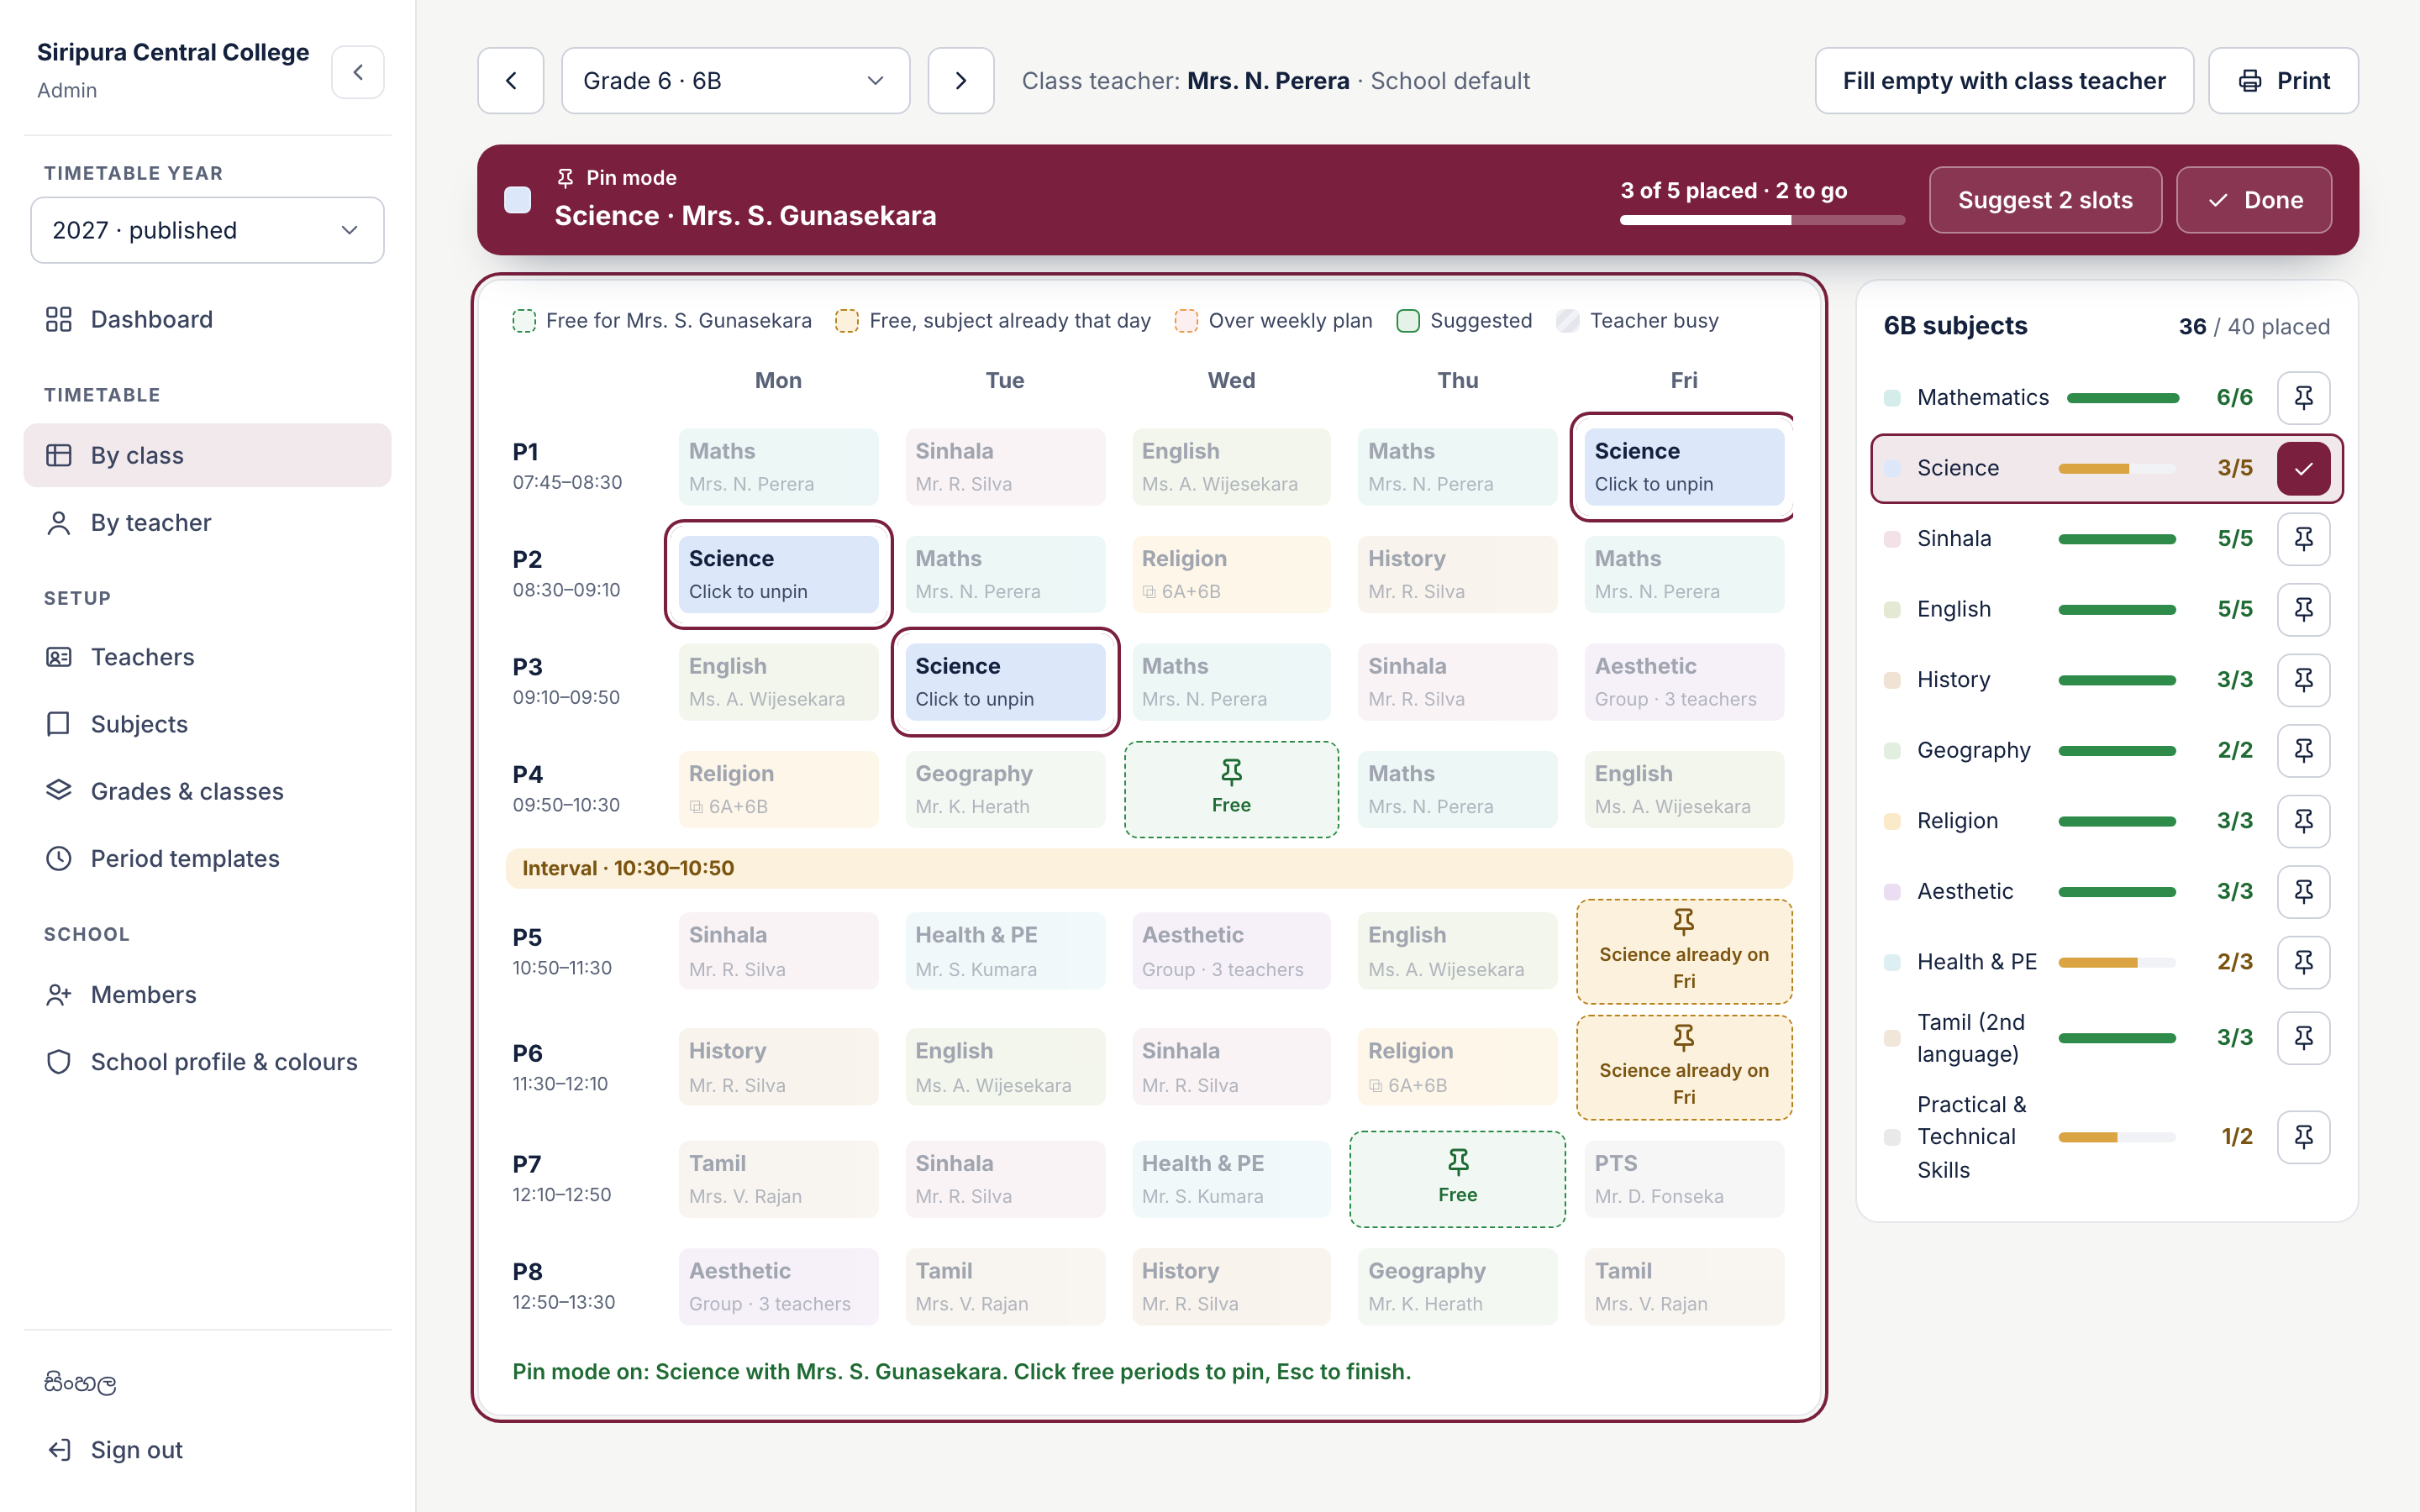 Siripura Central College
Admin
TIMETABLE YEAR
2027 · published
Dashboard
TIMETABLE
By class
By teacher
SETUP
Teachers
Subjects
Grades & classes
Period templates
SCHOOL
Members
School profile & colours
සිංහල
Sign out
Grade 6 · 6B
Class teacher: Mrs. N. Perera · School default
Fill empty with class teacher
Print
Pin mode
Science · Mrs. S. Gunasekara
3 of 5 placed · 2 to go
Suggest 2 slots
Done
Free for Mrs. S. Gunasekara
Free, subject already that day
Over weekly plan
Suggested
Teacher busy
Mon Tue Wed Thu Fri
P1 Maths Sinhala English Maths Science
07:45–08:30 Mrs. N. Perera Mr. R. Silva Ms. A. Wijesekara Mrs. N. Perera Click to unpin
P2 Science Maths Religion History Maths
08:30–09:10 Click to unpin Mrs. N. Perera 6A+6B Mr. R. Silva Mrs. N. Perera
P3 English Science Maths Sinhala Aesthetic
09:10–09:50 Ms. A. Wijesekara Click to unpin Mrs. N. Perera Mr. R. Silva Group · 3 teachers
P4 Religion Geography Maths English
09:50–10:30 6A+6B Mr. K. Herath Free Mrs. N. Perera Ms. A. Wijesekara
Interval · 10:30–10:50
P5 Sinhala Health & PE Aesthetic English Science already on
10:50–11:30 Mr. R. Silva Mr. S. Kumara Group · 3 teachers Ms. A. Wijesekara Fri
P6 History English Sinhala Religion Science already on
11:30–12:10 Mr. R. Silva Ms. A. Wijesekara Mr. R. Silva 6A+6B Fri
P7 Tamil Sinhala Health & PE PTS
12:10–12:50 Mrs. V. Rajan Mr. R. Silva Mr. S. Kumara Free Mr. D. Fonseka
P8 Aesthetic Tamil History Geography Tamil
12:50–13:30 Group · 3 teachers Mrs. V. Rajan Mr. R. Silva Mr. K. Herath Mrs. V. Rajan
Pin mode on: Science with Mrs. S. Gunasekara. Click free periods to pin, Esc to finish.
6B subjects 36 / 40 placed
Mathematics 6/6
Science 3/5
Sinhala 5/5
English 5/5
History 3/3
Geography 2/2
Religion 3/3
Aesthetic 3/3
Health & PE 2/3
Tamil (2nd
language) 3/3
Practical &
Technical 1/2
Skills